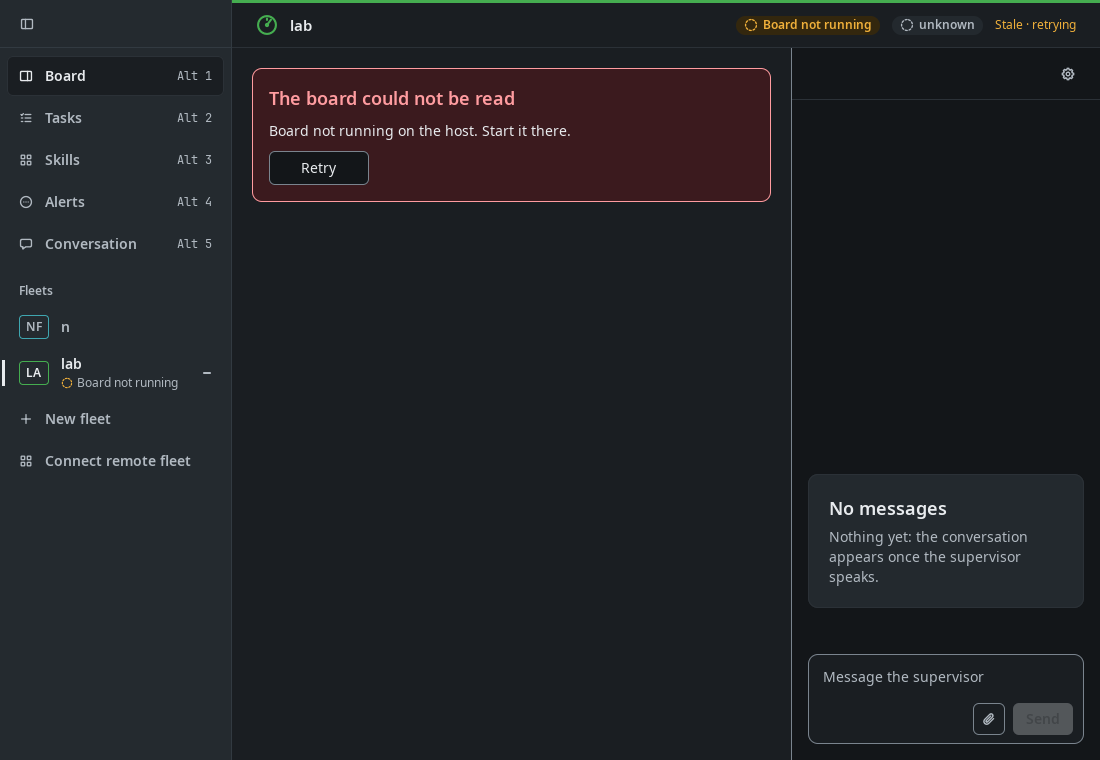 lab
Board not running
unknown
Stale · retrying
Board Alt 1
Tasks Alt 2
Skills Alt 3
Alerts Alt 4
Conversation Alt 5
Fleets
NF n
LA lab
Board not running
New fleet
Connect remote fleet
The board could not be read
Board not running on the host. Start it there.
Retry
No messages
Nothing yet: the conversation
appears once the supervisor
speaks.
Message the supervisor
Send